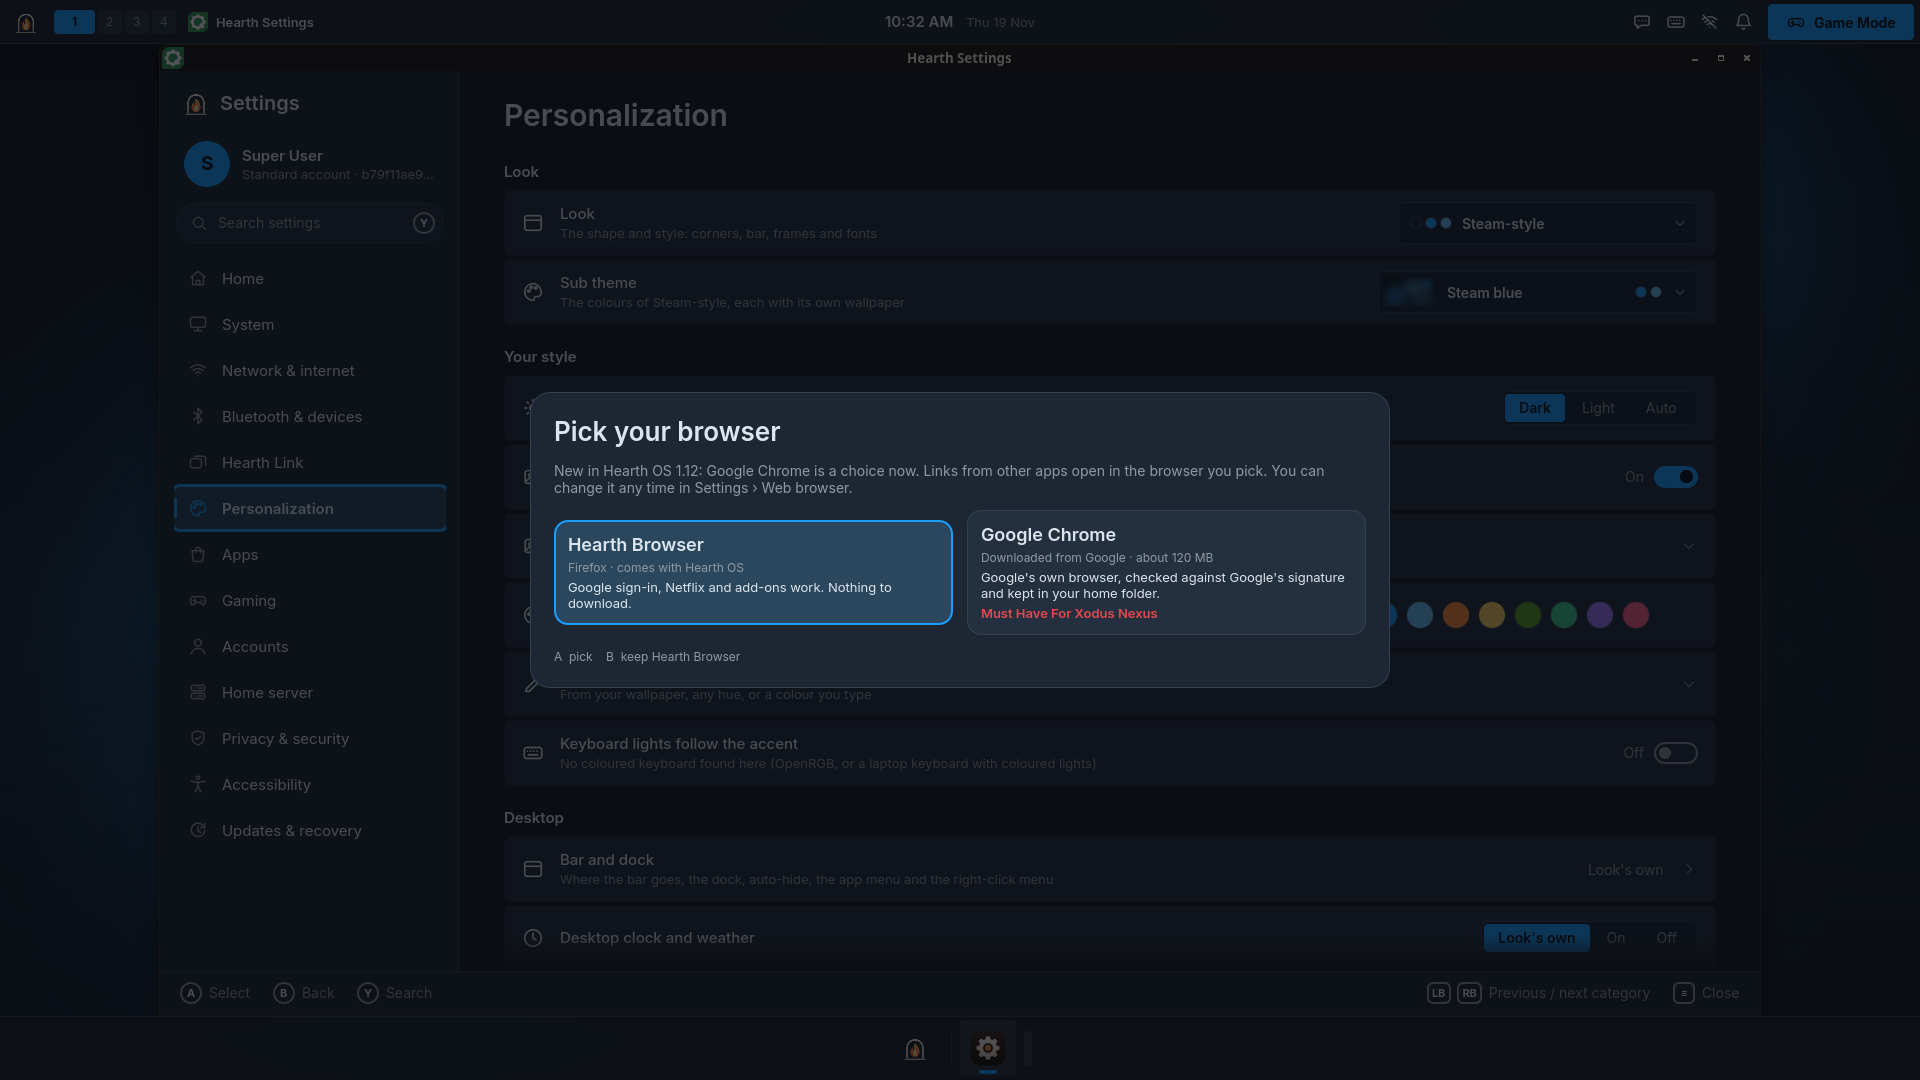 1 2 3 4 Hearth Settings
10:32 AM Thu 19 Nov
Game Mode
Hearth Settings
Settings
S
Super User
Standard account · b79f11ae9...
Search settings Y
Home
System
Network & internet
Bluetooth & devices
Hearth Link
Personalization
Apps
Gaming
Accounts
Home server
Privacy & security
Accessibility
Updates & recovery
Personalization
Look
Look
The shape and style: corners, bar, frames and fonts
Steam-style
Sub theme
The colours of Steam-style, each with its own wallpaper
Steam blue
Your style
Dark Light Auto
On
Pick your browser
New in Hearth OS 1.12: Google Chrome is a choice now. Links from other apps open in the browser you pick. You can
change it any time in Settings › Web browser.
Hearth Browser
Firefox · comes with Hearth OS
Google sign-in, Netflix and add-ons work. Nothing to
download.
Google Chrome
Downloaded from Google · about 120 MB
Google's own browser, checked against Google's signature
and kept in your home folder.
Must Have For Xodus Nexus
A pick B keep Hearth Browser
From your wallpaper, any hue, or a colour you type
Keyboard lights follow the accent
No coloured keyboard found here (OpenRGB, or a laptop keyboard with coloured lights)
Off
Desktop
Bar and dock
Where the bar goes, the dock, auto-hide, the app menu and the right-click menu
Look's own
Desktop clock and weather
Look's own On Off
A Select B Back Y Search
LB RB Previous / next category ≡ Close